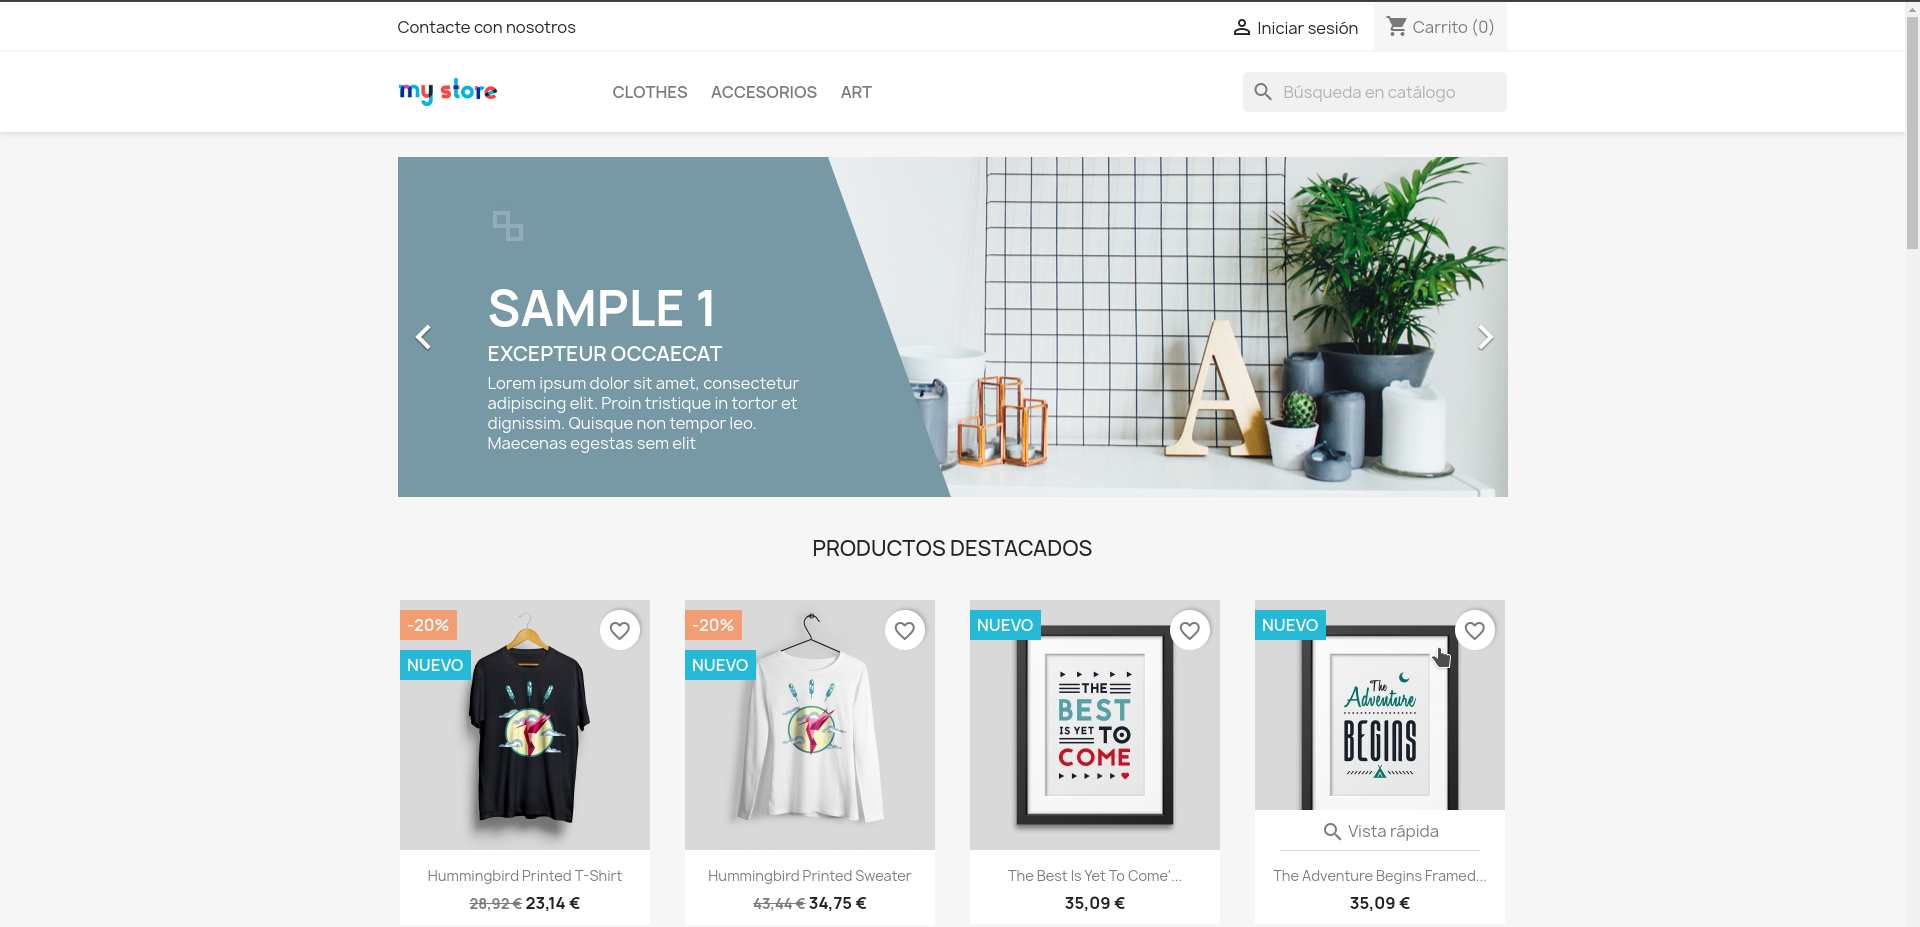 Contacte con nosotros
Iniciar sesión
Carrito (0)
my store
CLOTHES
ACCESORIOS
ART
Búsqueda en catálogo
SAMPLE 1
EXCEPTEUR OCCAECAT
Lorem ipsum dolor sit amet, consectetur
adipiscing elit. Proin tristique in tortor et
dignissim. Quisque non tempor leo.
Maecenas egestas sem elit
A
PRODUCTOS DESTACADOS
-20%
NUEVO
Hummingbird Printed T-Shirt
28,92 € 23,14 €
-20%
NUEVO
Hummingbird Printed Sweater
43,44 € 34,75 €
NUEVO
THE
BEST
IS YET TO
COME
The Best Is Yet To Come'...
35,09 €
NUEVO
The
Adventure
BEGINS
Vista rápida
The Adventure Begins Framed...
35,09 €